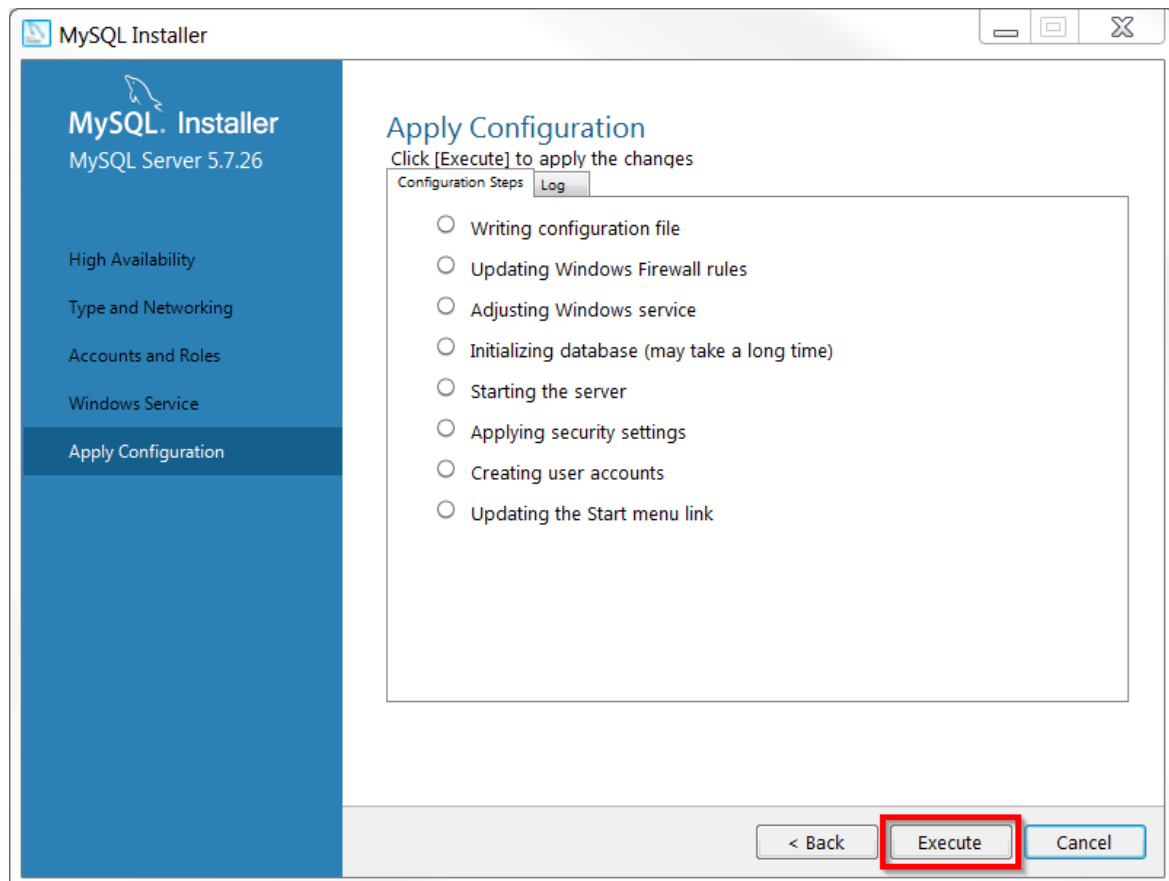 MySQL Installer
MySQL. Installer
MySQL Server 5.7.26
High Availability
Type and Networking
Accounts and Roles
Windows Service
Apply Configuration
Apply Configuration
Click [Execute] to apply the changes
Configuration Steps
Log
Writing configuration file
Updating Windows Firewall rules
Adjusting Windows service
Initializing database (may take a long time)
Starting the server
Applying security settings
Creating user accounts
Updating the Start menu link
< Back
Execute
Cancel